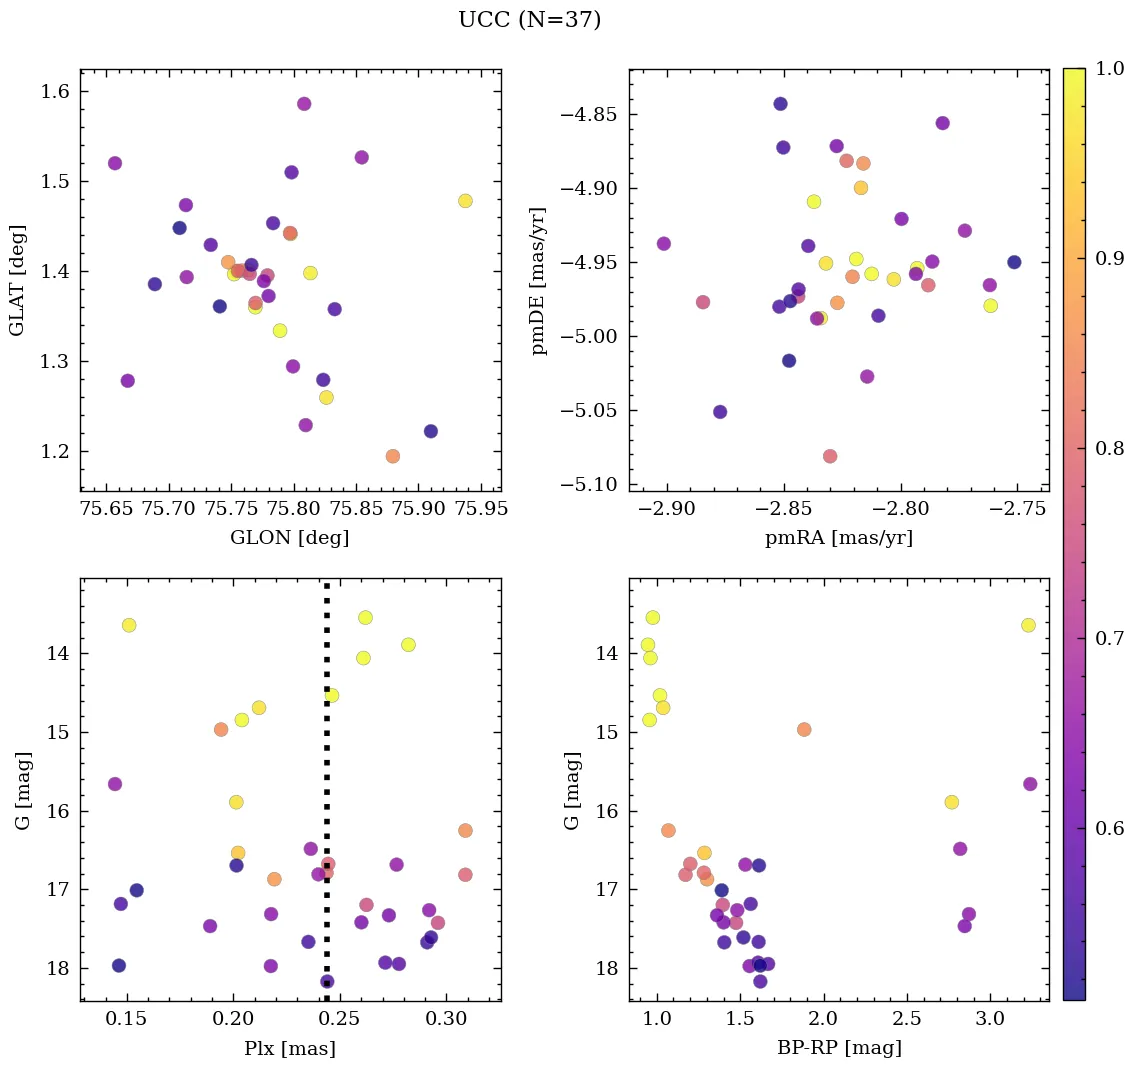 UCC (N=37)
1.6
1.5
1.4
1.3
1.2
GLAT [deg]
75.65 75.70 75.75 75.80 75.85 75.90 75.95
GLON [deg]
−4.85
−4.90
−4.95
−5.00
−5.05
−5.10
pmDE [mas/yr]
−2.90 −2.85 −2.80 −2.75
pmRA [mas/yr]
14
15
16
17
18
G [mag]
0.15 0.20 0.25 0.30
Plx [mas]
14
15
16
17
18
G [mag]
1.0 1.5 2.0 2.5 3.0
BP-RP [mag]
1.0
0.9
0.8
0.7
0.6